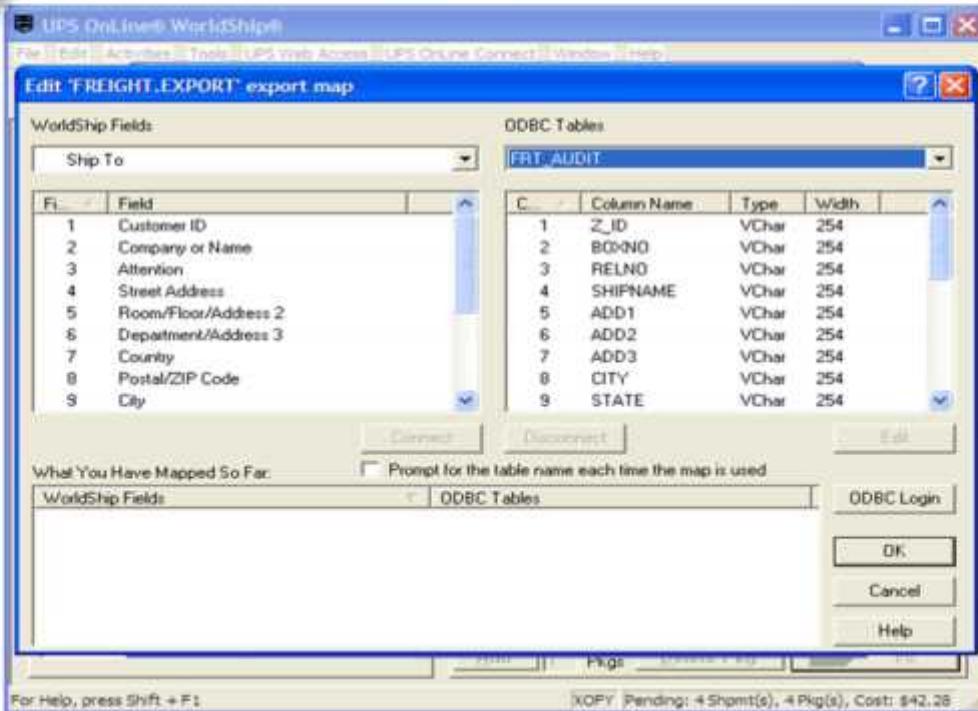 UPS OnLine® WorldShip®
File Edit Activities Tools UPS Web Access UPS OnLine Connect Window Help
Edit 'FREIGHT.EXPORT' export map
WorldShip Fields
ODBC Tables
Ship To
FRT_AUDIT
Fi... Field
C... Column Name Type Width
1 Customer ID
1 Z_ID VChar 254
2 Company or Name
2 BOXNO VChar 254
3 Attention
3 RELNO VChar 254
4 Street Address
4 SHIPNAME VChar 254
5 Room/Floor/Address 2
5 ADD1 VChar 254
6 Department/Address 3
6 ADD2 VChar 254
7 Country
7 ADD3 VChar 254
8 Postal/ZIP Code
8 CITY VChar 254
9 City
9 STATE VChar 254
Connect
Disconnect
Edit
What You Have Mapped So Far:
Prompt for the table name each time the map is used
WorldShip Fields
ODBC Tables
ODBC Login
OK
Cancel
Help
Pkgs
For Help, press Shift + F1
XOFY Pending: 4 Shpmt(s), 4 Pkg(s), Cost: $42.28